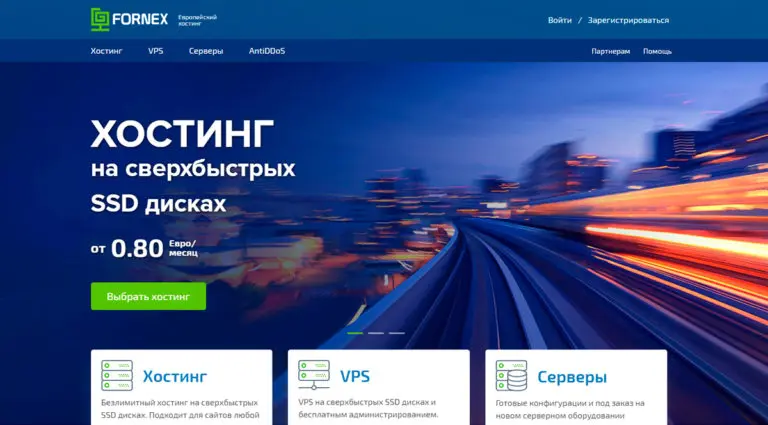 FORNEX
Европейский
хостинг
Войти / Зарегистрироваться
Хостинг VPS Серверы AntiDDoS Партнерам Помощь
ХОСТИНГ
на сверхбыстрых
SSD дисках
от 0.80 Евро/
месяц
Выбрать хостинг
Хостинг
Безлимитный хостинг на сверхбыстрых
SSD дисках. Подходит для сайтов любой
VPS
VPS на сверхбыстрых SSD дисках и
бесплатным администрированием.
Серверы
Готовые конфигурации и под заказ на
новом серверном оборудовании